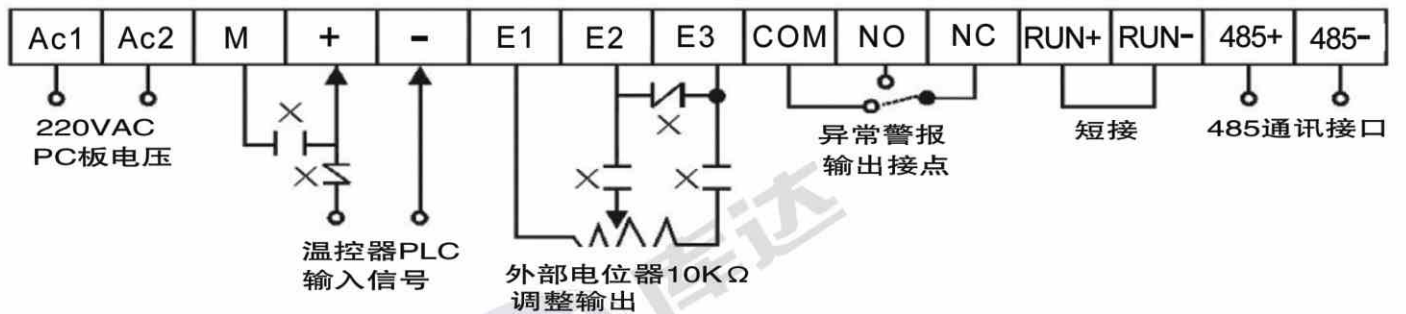 Ac1 Ac2 M + - E1 E2 E3 COM NO NC RUN+ RUN- 485+ 485-
220VAC
PC板电压
温控器PLC
输入信号
外部电位器10KΩ
调整输出
异常警报
输出接点
短接
485通讯接口
X
X
X
X
X
库达